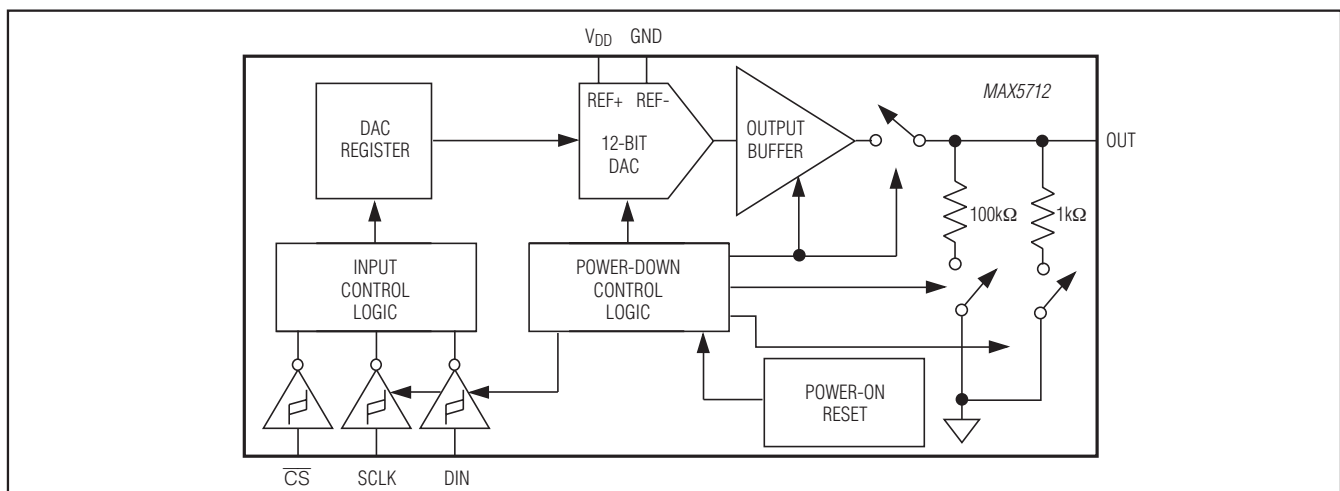 VDD GND
MAX5712
REF+ REF-
DAC
REGISTER
12-BIT
DAC
OUTPUT
BUFFER
OUT
100kΩ
1kΩ
INPUT
CONTROL
LOGIC
POWER-DOWN
CONTROL
LOGIC
POWER-ON
RESET
C̅S̅ SCLK DIN